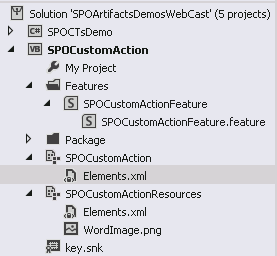 Solution 'SPOArtifactsDemosWebCast' (5 projects)
C# SPOCTsDemo
VB SPOCustomAction
My Project
Features
S SPOCustomActionFeature
S SPOCustomActionFeature.feature
Package
SPOCustomAction
Elements.xml
SPOCustomActionResources
Elements.xml
WordImage.png
key.snk